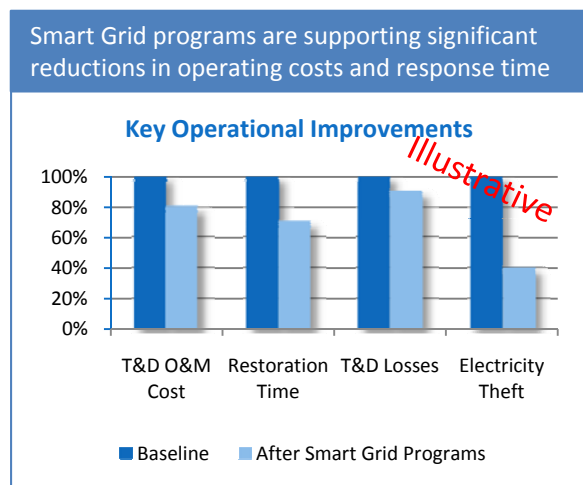 Smart Grid programs are supporting significant
reductions in operating costs and response time
Key Operational Improvements
Illustrative
100%
80%
60%
40%
20%
0%
T&D O&M
Cost
Restoration
Time
T&D Losses
Electricity
Theft
Baseline
After Smart Grid Programs